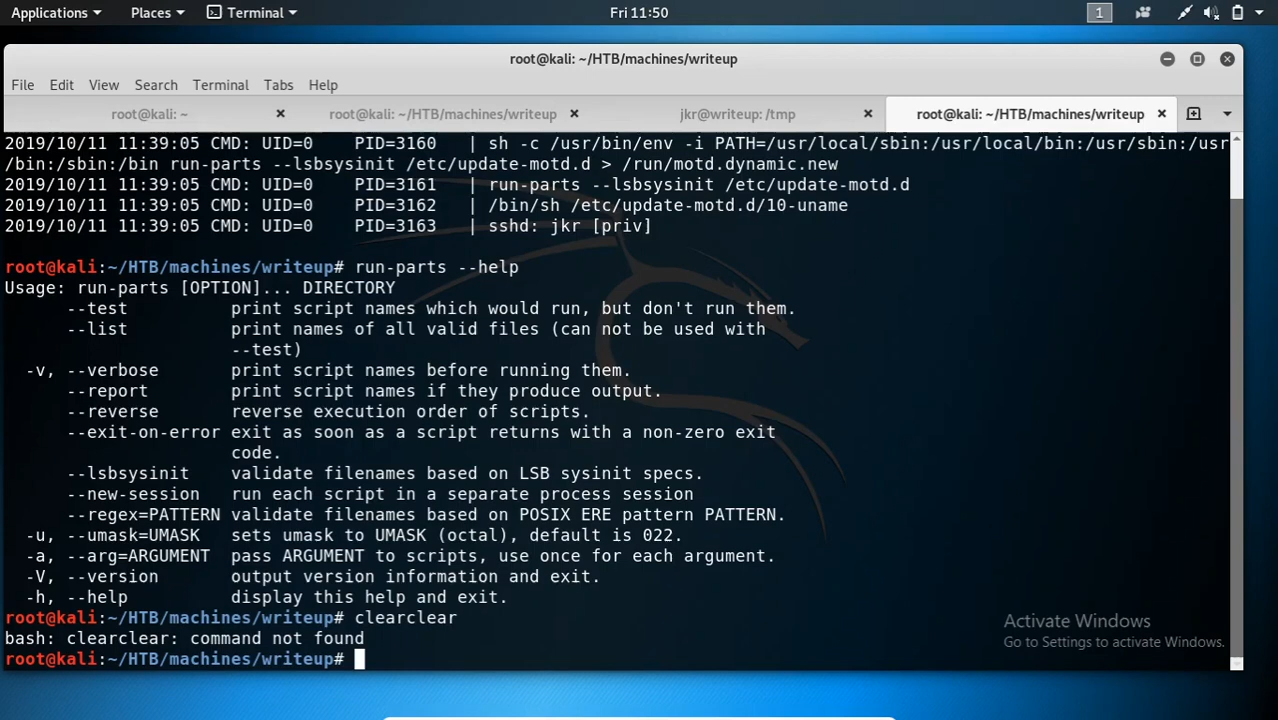 Applications Places Terminal Fri 11:50 1
root@kali: ~/HTB/machines/writeup
File Edit View Search Terminal Tabs Help
root@kali: ~ root@kali: ~/HTB/machines/writeup jkr@writeup: /tmp root@kali: ~/HTB/machines/writeup
2019/10/11 11:39:05 CMD: UID=0    PID=3160   | sh -c /usr/bin/env -i PATH=/usr/local/sbin:/usr/local/bin:/usr/sbin:/usr
/bin:/sbin:/bin run-parts --lsbsysinit /etc/update-motd.d > /run/motd.dynamic.new
2019/10/11 11:39:05 CMD: UID=0    PID=3161   | run-parts --lsbsysinit /etc/update-motd.d
2019/10/11 11:39:05 CMD: UID=0    PID=3162   | /bin/sh /etc/update-motd.d/10-uname
2019/10/11 11:39:05 CMD: UID=0    PID=3163   | sshd: jkr [priv]
root@kali:~/HTB/machines/writeup# run-parts --help
Usage: run-parts [OPTION]... DIRECTORY
      --test          print script names which would run, but don't run them.
      --list          print names of all valid files (can not be used with
                      --test)
  -v, --verbose       print script names before running them.
      --report        print script names if they produce output.
      --reverse       reverse execution order of scripts.
      --exit-on-error exit as soon as a script returns with a non-zero exit
                      code.
      --lsbsysinit    validate filenames based on LSB sysinit specs.
      --new-session   run each script in a separate process session
      --regex=PATTERN validate filenames based on POSIX ERE pattern PATTERN.
  -u, --umask=UMASK   sets umask to UMASK (octal), default is 022.
  -a, --arg=ARGUMENT  pass ARGUMENT to scripts, use once for each argument.
  -V, --version       output version information and exit.
  -h, --help          display this help and exit.
root@kali:~/HTB/machines/writeup# clearclear
bash: clearclear: command not found
root@kali:~/HTB/machines/writeup#
Activate Windows
Go to Settings to activate Windows.